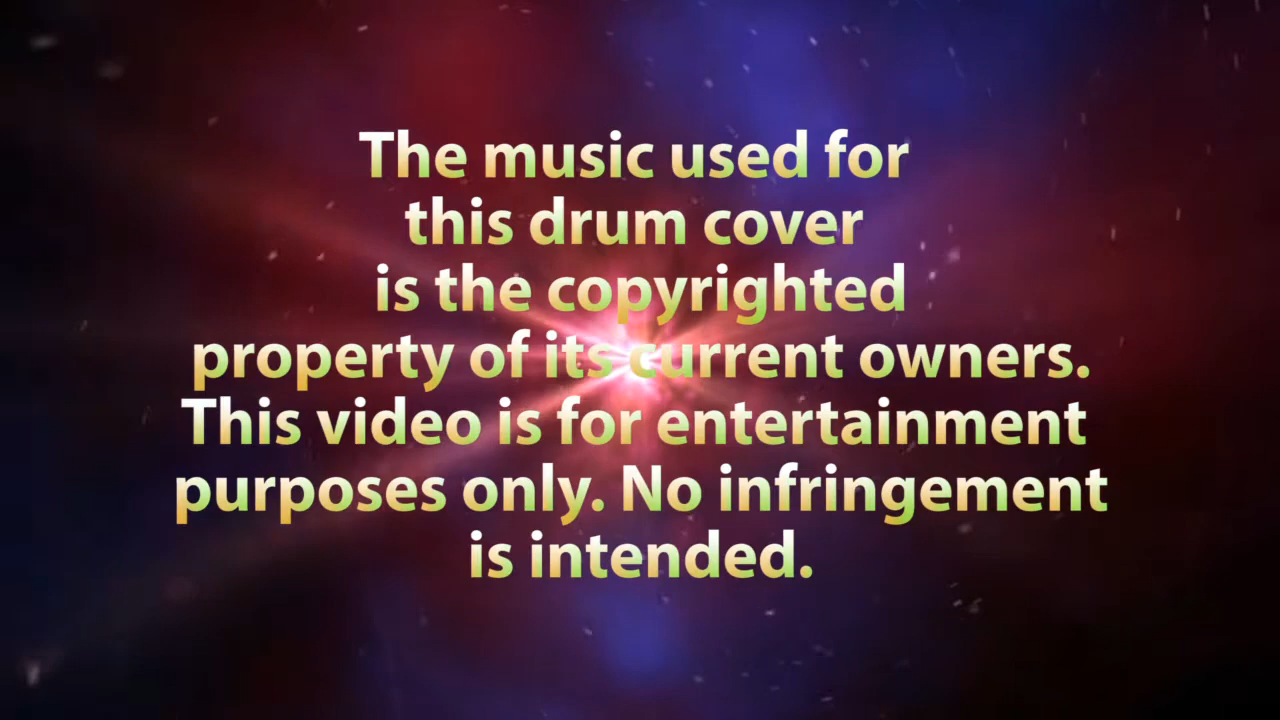 The music used for
this drum cover
is the copyrighted
property of its current owners.
This video is for entertainment
purposes only. No infringement
is intended.